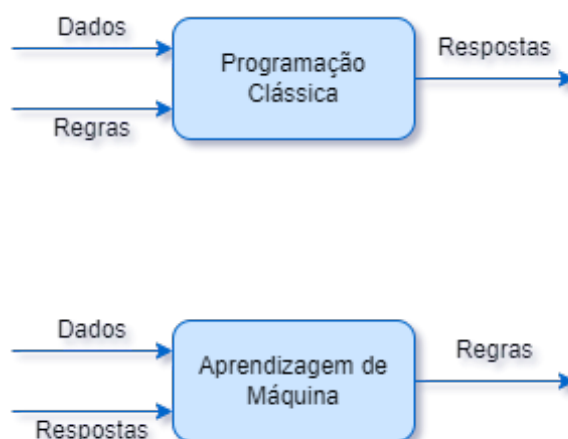 Dados
Respostas
Programação
Clássica
Regras
Dados
Regras
Aprendizagem de
Máquina
Respostas